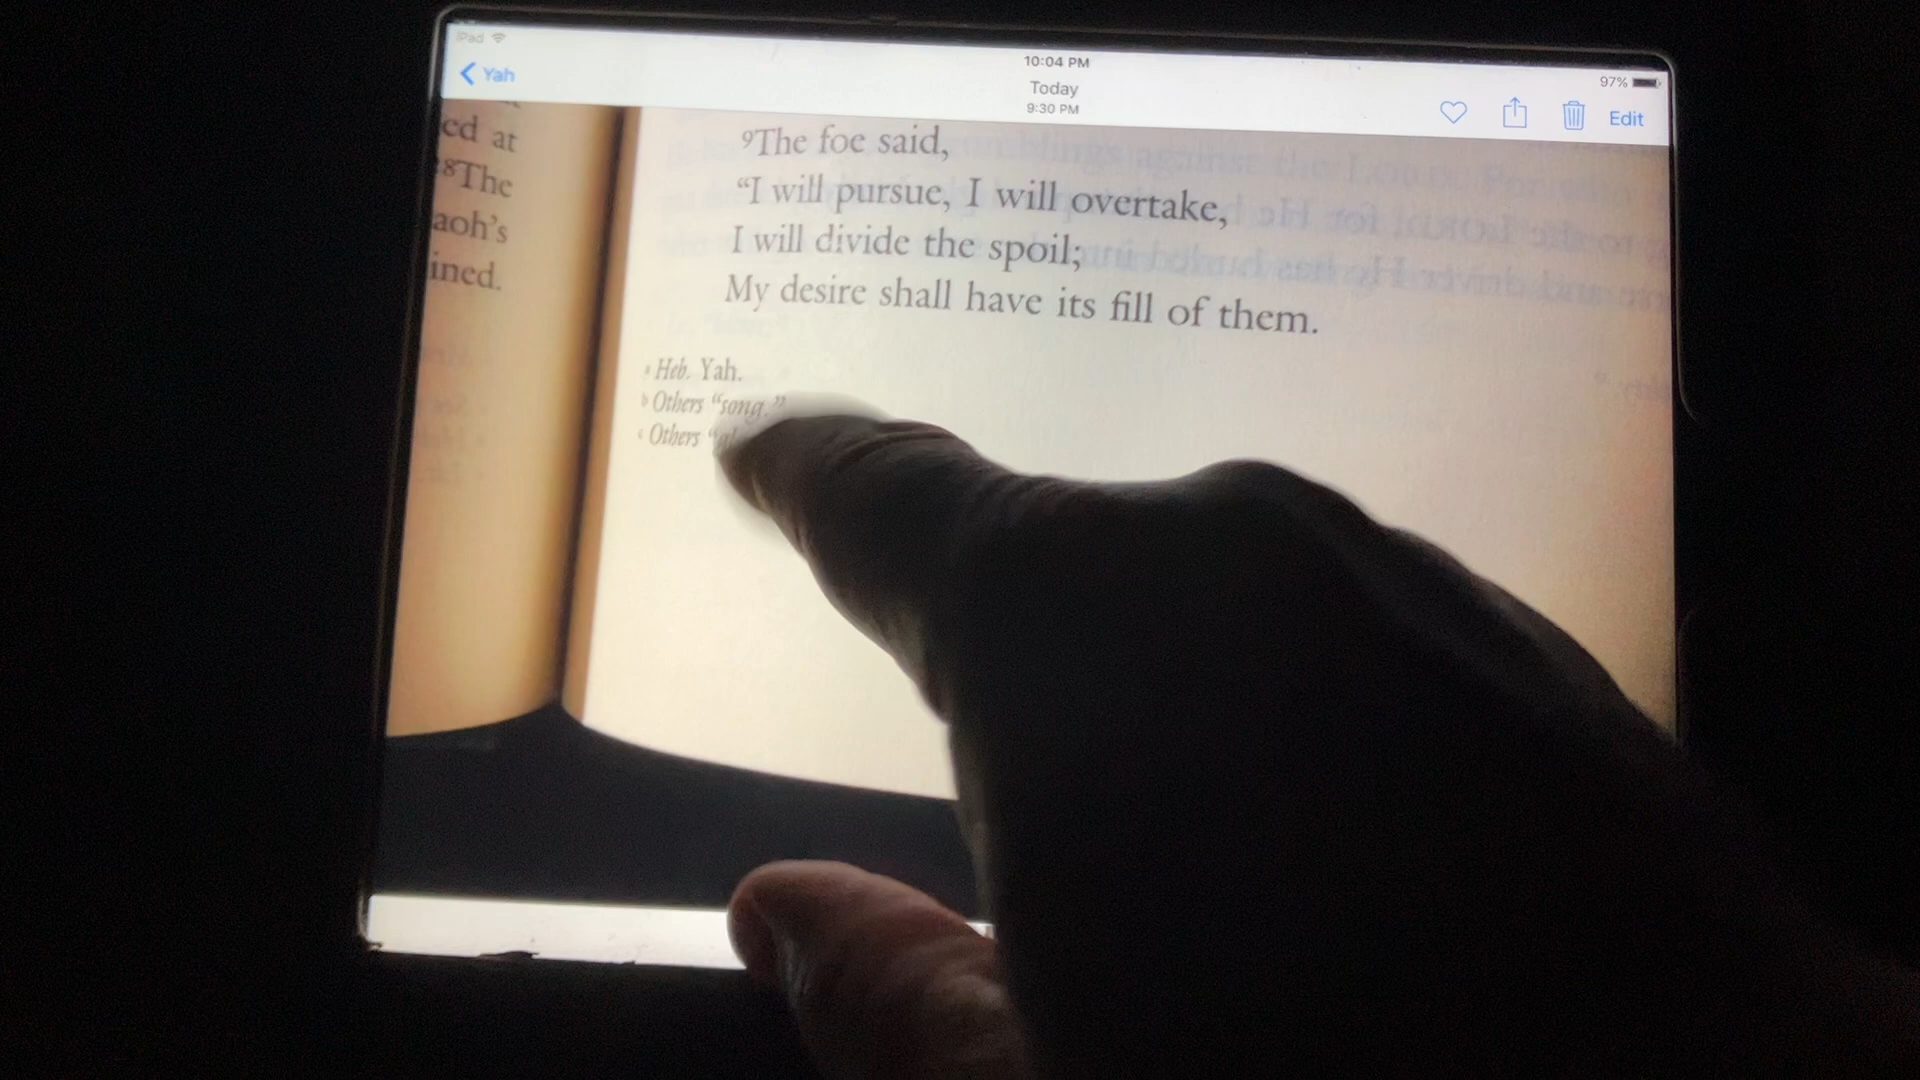 iPad
10:04 PM
97%
Yah
Today
9:30 PM
Edit
ed at
18The
aoh's
ined.
9The foe said,
“I will pursue, I will overtake,
I will divide the spoil;
My desire shall have its fill of them.
a Heb. Yah.
b Others “song.”
c Others